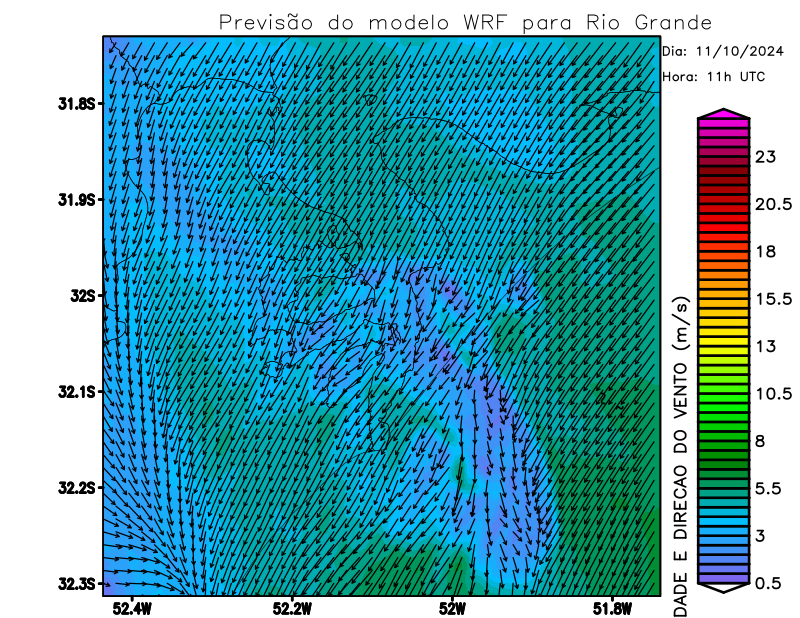 Previsão do modelo WRF para Rio Grande
Dia: 11/10/2024
Hora: 11h UTC
31.8S
31.9S
32S
32.1S
32.2S
32.3S
52.4W
52.2W
52W
51.8W
23
20.5
18
15.5
13
10.5
8
5.5
3
0.5
DADE E DIRECAO DO VENTO (m/s)